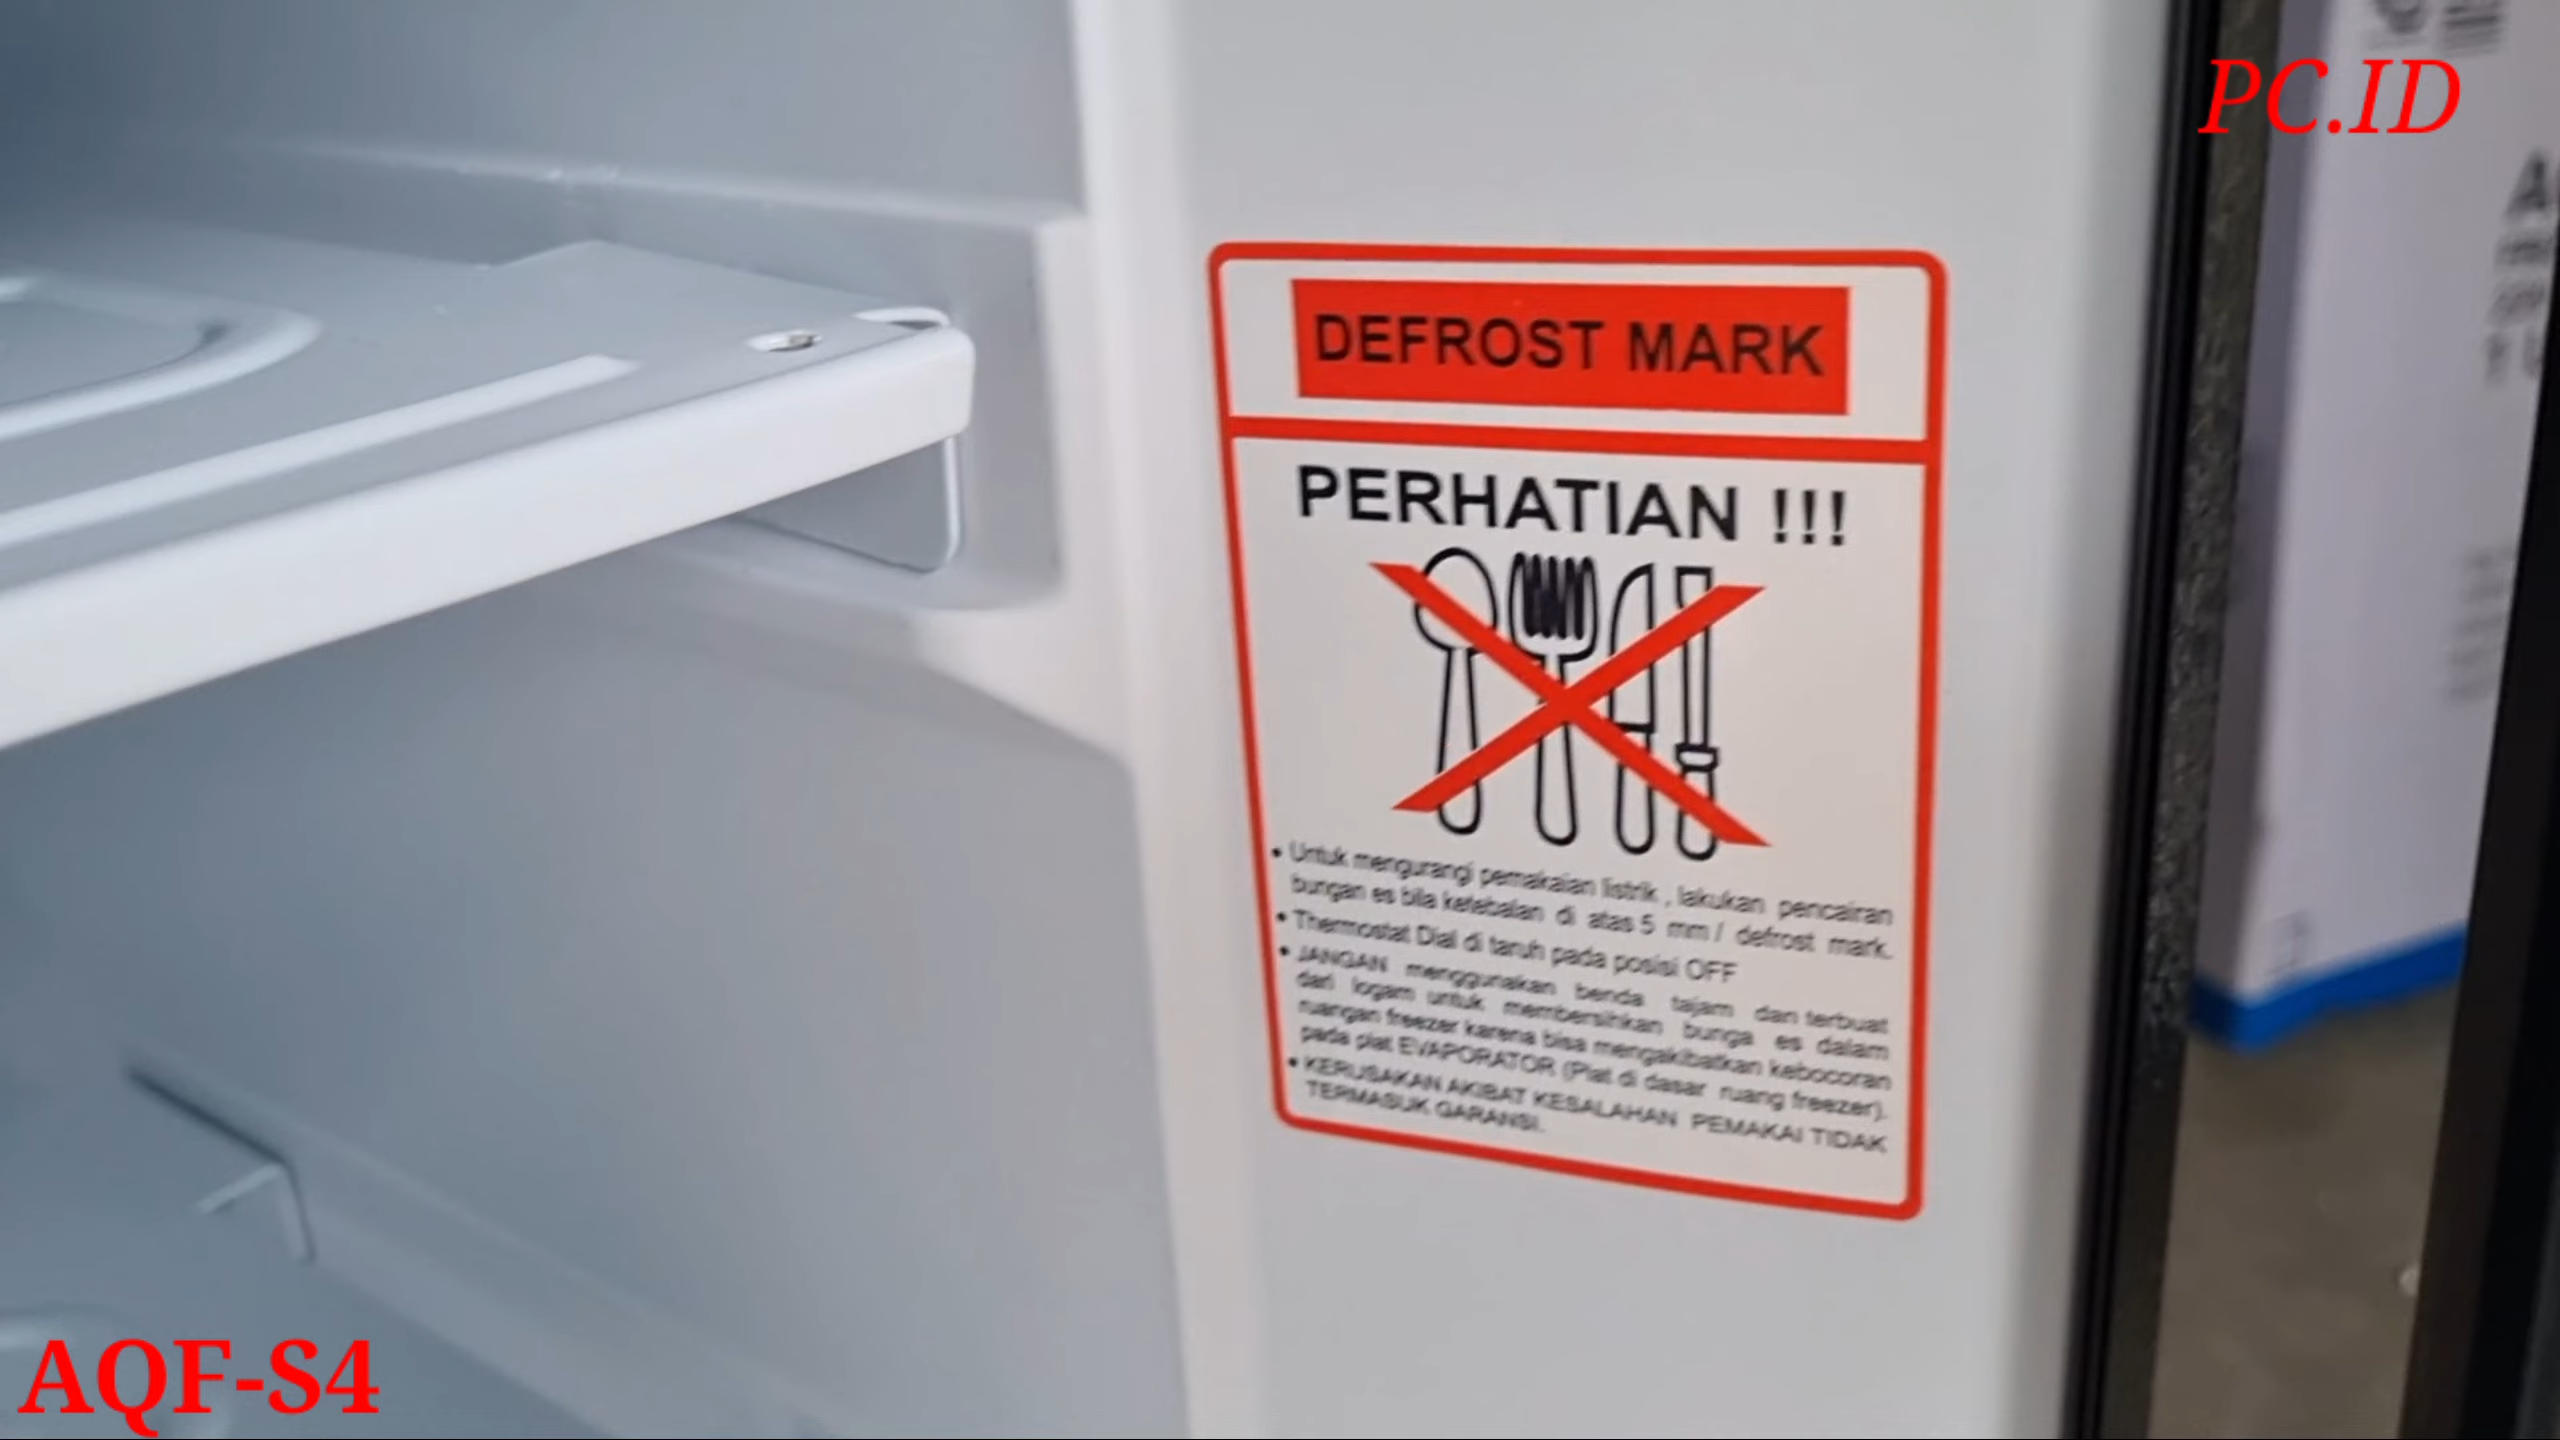 PC.ID
DEFROST MARK
PERHATIAN !!!
• Untuk mengurangi pemakaian listrik , lakukan pencairan
bungan es bila ketebalan di atas 5 mm / defrost mark.
• Thermostat Dial di taruh pada posisi OFF
• JANGAN menggunakan benda tajam dan terbuat
dari logam untuk membersihkan bunga es dalam
ruangan freezer karena bisa mengakibatkan kebocoran
pada plat EVAPORATOR (Plat di dasar ruang freezer).
• KERUSAKAN AKIBAT KESALAHAN PEMAKAI TIDAK
TERMASUK GARANSI.
AQF-S4